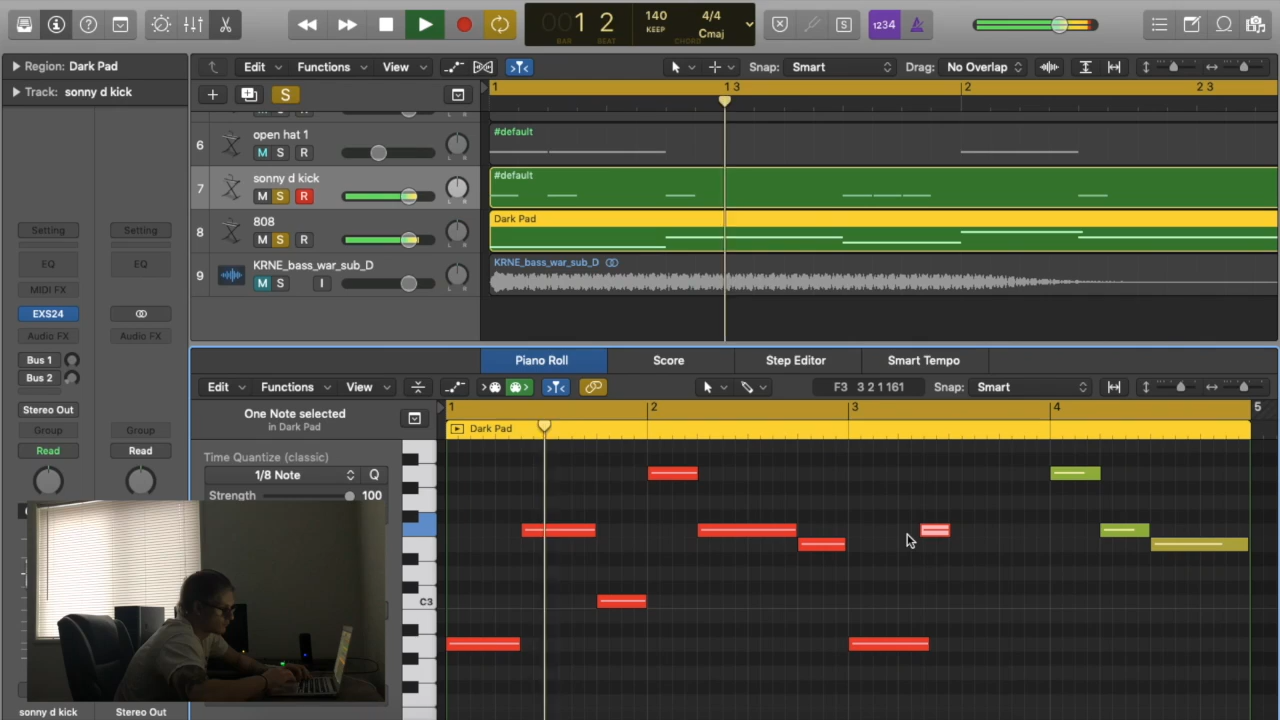 1 2
BAR BEAT
140
KEEP
4/4
Cmaj
CHORD
S
1234
Region: Dark Pad
Track: sonny d kick
Edit Functions View Snap: Smart Drag: No Overlap
S
1 1 3 2 2 3
6 open hat 1
M S R
#default
7 sonny d kick
M S R
#default
8 808
M S R
Dark Pad
9 KRNE_bass_war_sub_D
M S I
KRNE_bass_war_sub_D
Setting Setting
EQ EQ
MIDI FX
EXS24
Audio FX Audio FX
Bus 1
Bus 2
Stereo Out
Group Group
Read Read
sonny d kick Stereo Out
Piano Roll Score Step Editor Smart Tempo
Edit Functions View F3 3 2 1 161 Snap: Smart
One Note selected
in Dark Pad
1 2 3 4 5
Dark Pad
Time Quantize (classic)
1/8 Note Q
Strength 100
C3